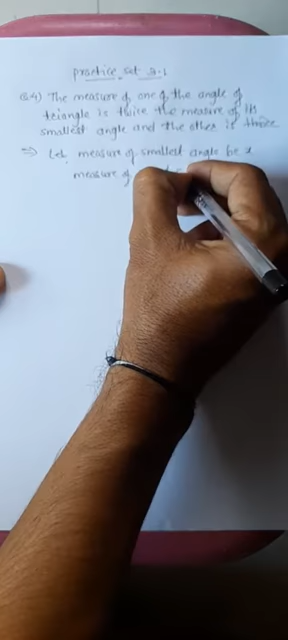 Practice set 3.1
Q.4) The measure of one of the angle of
triangle is twice the measure of its
smallest angle and the other is thrice
⇒ Let measure of smallest angle be x
measure of